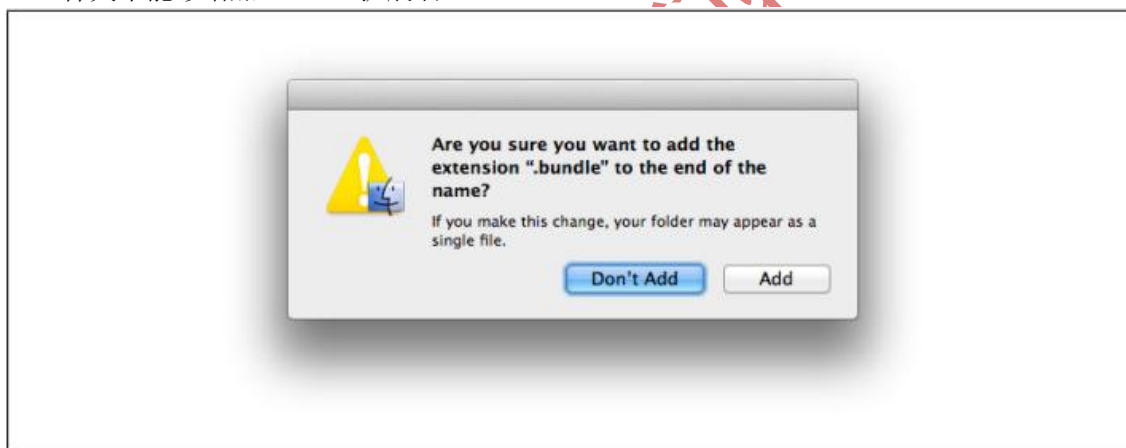 Are you sure you want to add the
extension “.bundle” to the end of the
name?
If you make this change, your folder may appear as a
single file.
Don't Add
Add